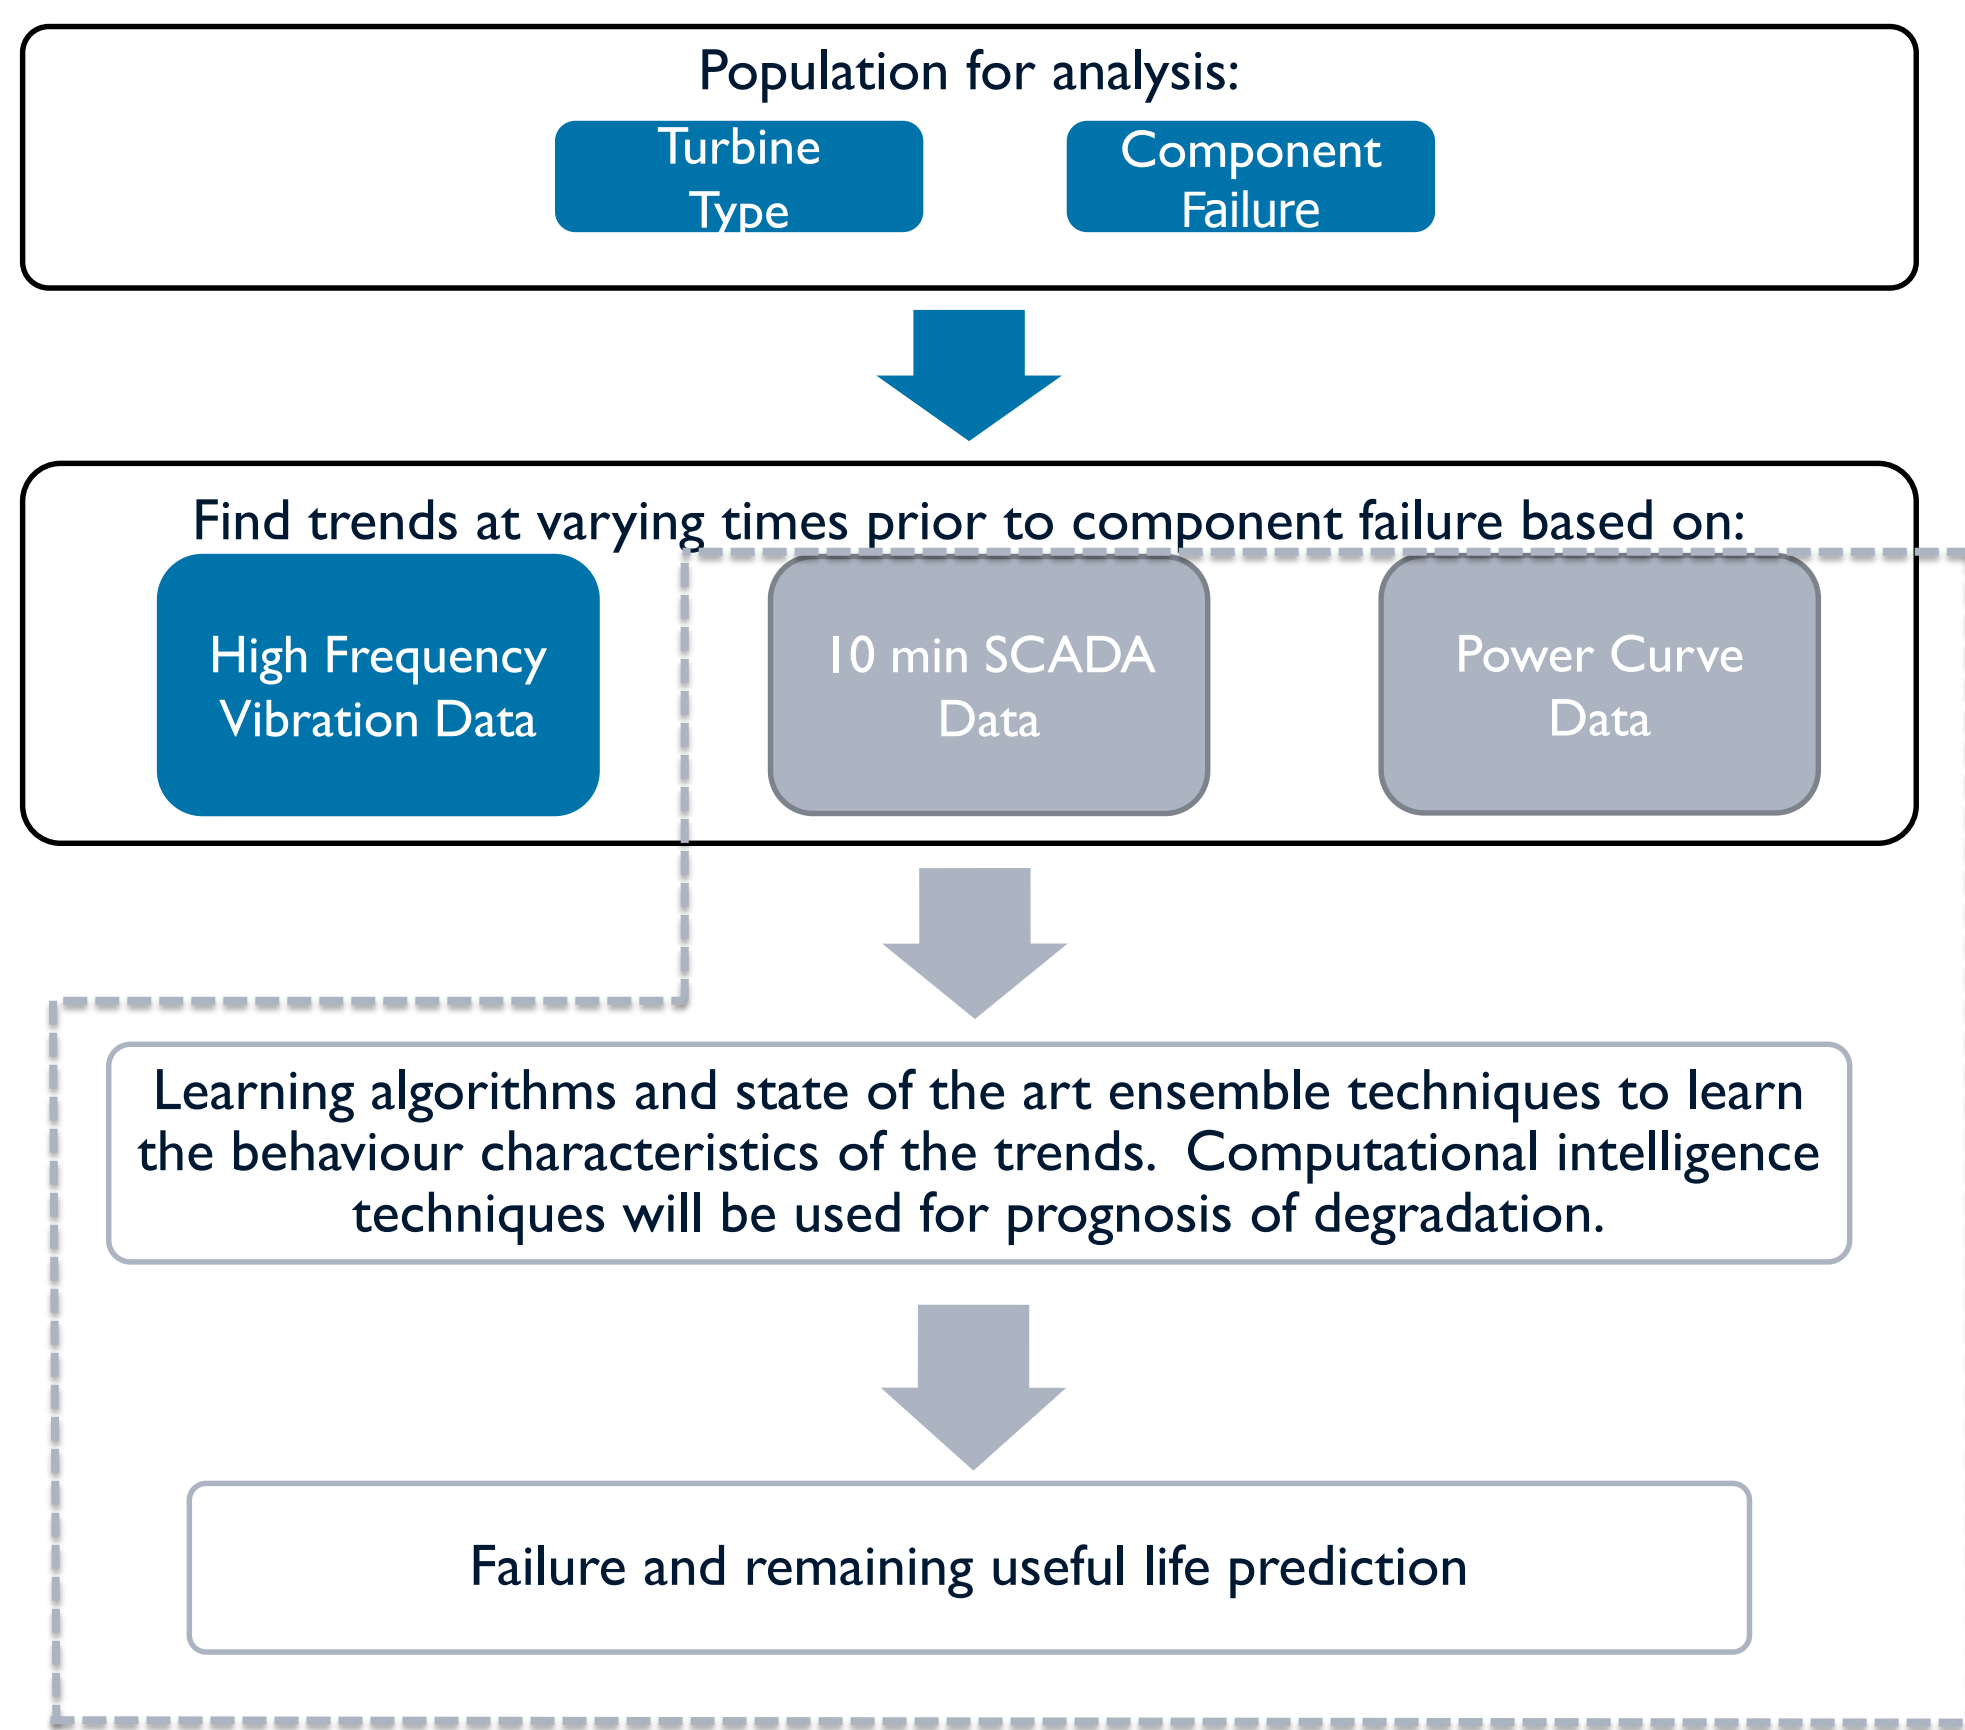 Population for analysis:
Turbine
Type
Component
Failure
Find trends at varying times prior to component failure based on:
High Frequency
Vibration Data
10 min SCADA
Data
Power Curve
Data
Learning algorithms and state of the art ensemble techniques to learn
the behaviour characteristics of the trends.  Computational intelligence
techniques will be used for prognosis of degradation.
Failure and remaining useful life prediction